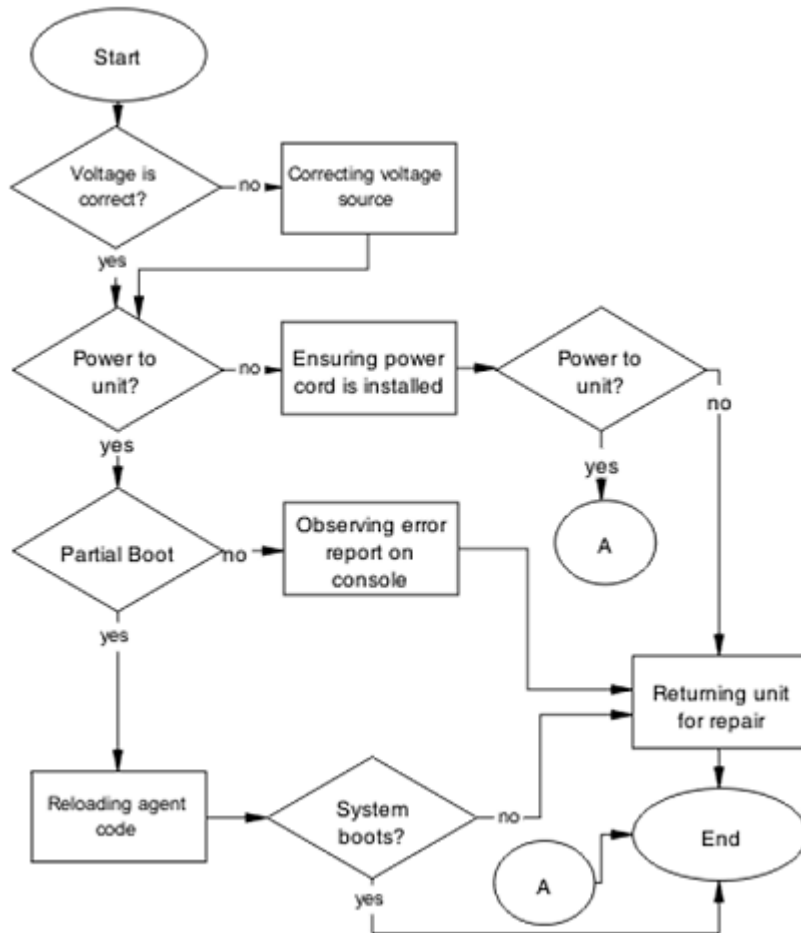 Start
Voltage is
correct?
no
Correcting voltage
source
yes
Power to
unit?
no
Ensuring power
cord is installed
Power to
unit?
no
yes
yes
A
Partial Boot
no
Observing error
report on
console
yes
Returning unit
for repair
Reloading agent
code
System
boots?
no
End
A
yes